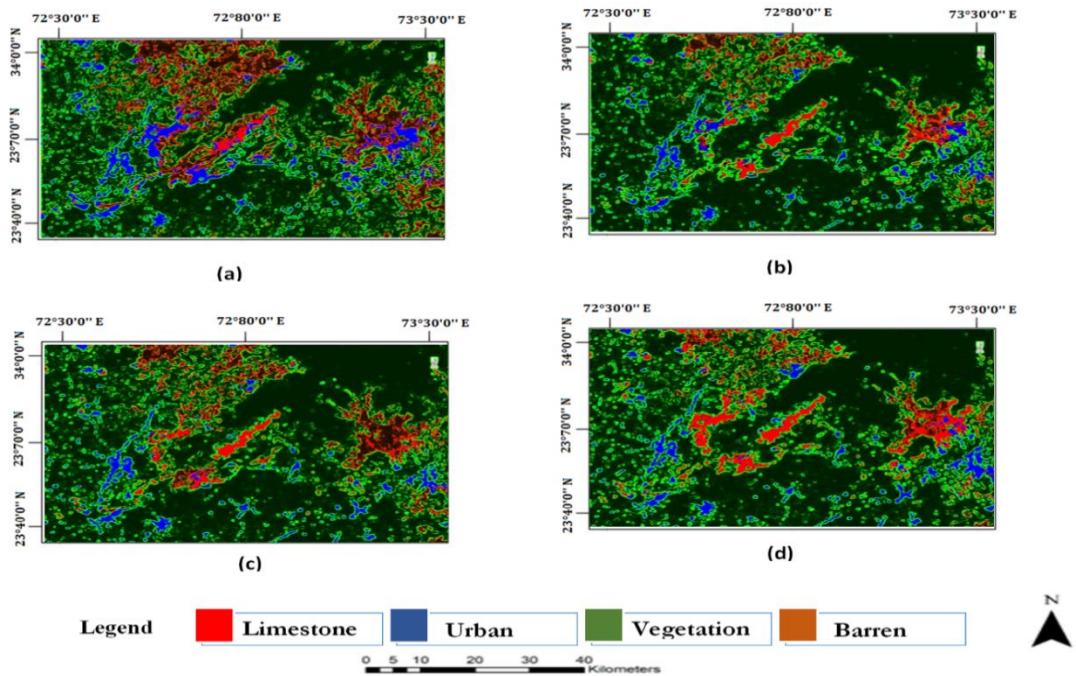 72°30'0'' E 72°80'0'' E 73°30'0'' E
34°0'0'' N
23°70'0'' N
23°40'0'' N
(a)
72°30'0'' E 72°80'0'' E 73°30'0'' E
34°0'0'' N
23°70'0'' N
23°40'0'' N
(b)
72°30'0'' E 72°80'0'' E 73°30'0'' E
34°0'0'' N
23°70'0'' N
23°40'0'' N
(c)
72°30'0'' E 72°80'0'' E 73°30'0'' E
34°0'0'' N
23°70'0'' N
23°40'0'' N
(d)
Legend Limestone Urban Vegetation Barren
N
0 5 10 20 30 40 Kilometers